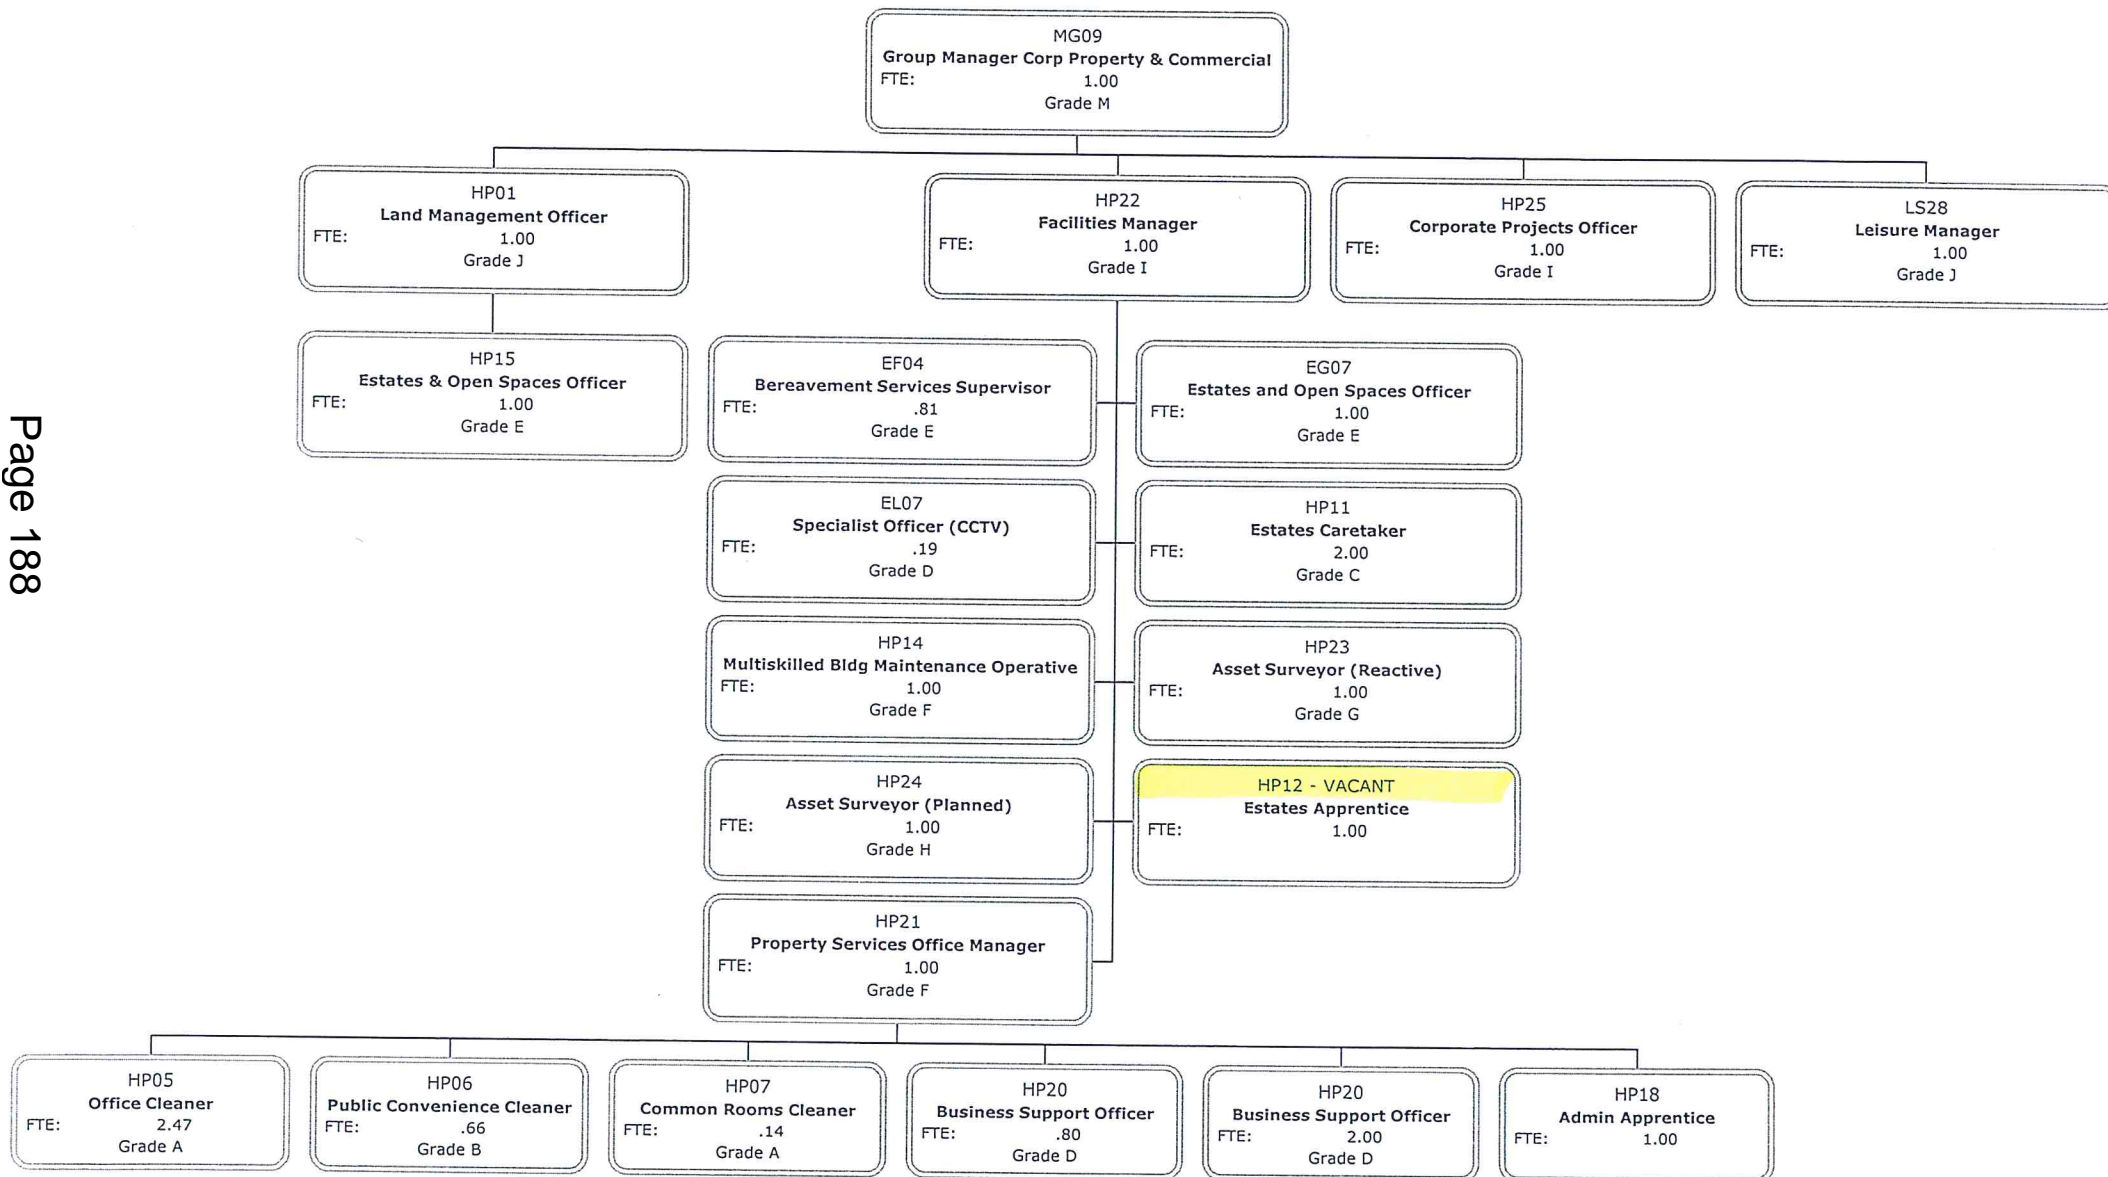 MG09
Group Manager Corp Property & Commercial
FTE: 1.00
Grade M
HP01
Land Management Officer
FTE: 1.00
Grade J
HP22
Facilities Manager
FTE: 1.00
Grade I
HP25
Corporate Projects Officer
FTE: 1.00
Grade I
LS28
Leisure Manager
FTE: 1.00
Grade J
HP15
Estates & Open Spaces Officer
FTE: 1.00
Grade E
EF04
Bereavement Services Supervisor
FTE: .81
Grade E
EG07
Estates and Open Spaces Officer
FTE: 1.00
Grade E
EL07
Specialist Officer (CCTV)
FTE: .19
Grade D
HP11
Estates Caretaker
FTE: 2.00
Grade C
HP14
Multiskilled Bldg Maintenance Operative
FTE: 1.00
Grade F
HP23
Asset Surveyor (Reactive)
FTE: 1.00
Grade G
HP24
Asset Surveyor (Planned)
FTE: 1.00
Grade H
HP12 - VACANT
Estates Apprentice
FTE: 1.00
HP21
Property Services Office Manager
FTE: 1.00
Grade F
HP05
Office Cleaner
FTE: 2.47
Grade A
HP06
Public Convenience Cleaner
FTE: .66
Grade B
HP07
Common Rooms Cleaner
FTE: .14
Grade A
HP20
Business Support Officer
FTE: .80
Grade D
HP20
Business Support Officer
FTE: 2.00
Grade D
HP18
Admin Apprentice
FTE: 1.00
Page 188